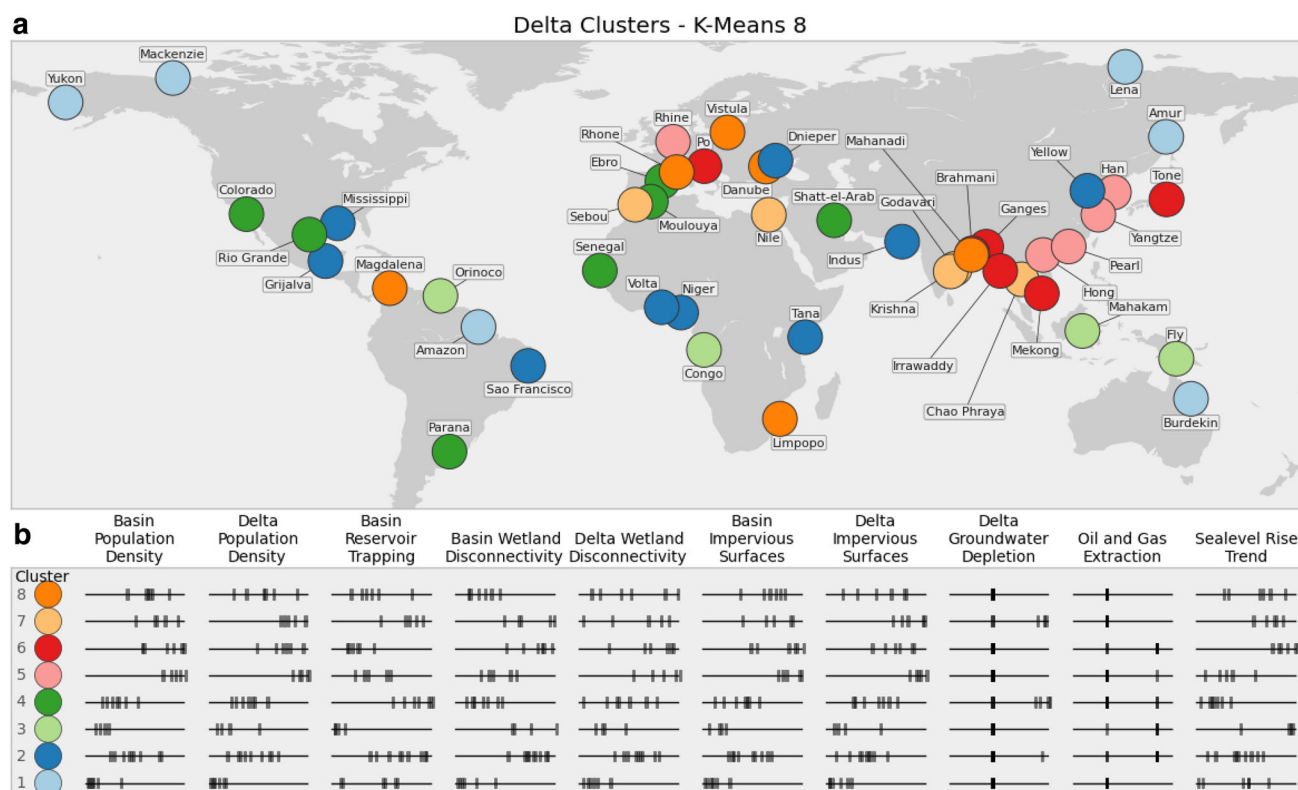 a
Delta Clusters - K-Means 8
Mackenzie
Yukon
Lena
Amur
Vistula
Rhine
Rhone
Po
Dnieper
Mahanadi
Ebro
Yellow
Han
Brahmani
Tone
Colorado
Mississippi
Danube
Shatt-el-Arab
Godavari
Ganges
Sebou
Moulouya
Nile
Yangtze
Senegal
Rio Grande
Indus
Pearl
Magdalena
Orinoco
Grijalva
Volta
Niger
Hong
Krishna
Tana
Mahakam
Fly
Amazon
Mekong
Irrawaddy
Congo
Sao Francisco
Chao Phraya
Burdekin
Parana
Limpopo
b
Basin Population Density
Delta Population Density
Basin Reservoir Trapping
Basin Wetland Disconnectivity
Delta Wetland Disconnectivity
Basin Impervious Surfaces
Delta Impervious Surfaces
Delta Groundwater Depletion
Oil and Gas Extraction
Sealevel Rise Trend
Cluster
8
7
6
5
4
3
2
1